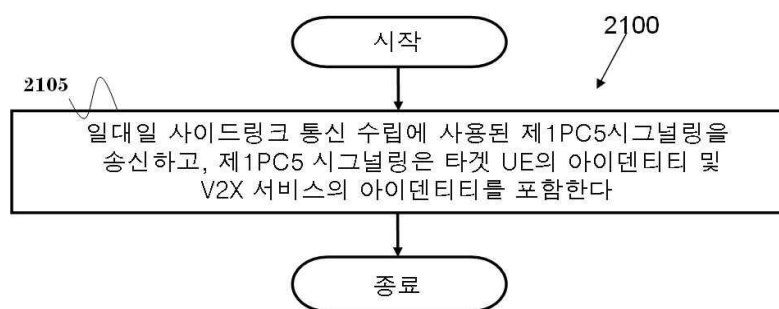 시작
2100
2105
일대일 사이드링크 통신 수립에 사용된 제1PC5시그널링을
송신하고, 제1PC5 시그널링은 타겟 UE의 아이덴티티 및
V2X 서비스의 아이덴티티를 포함한다
종료